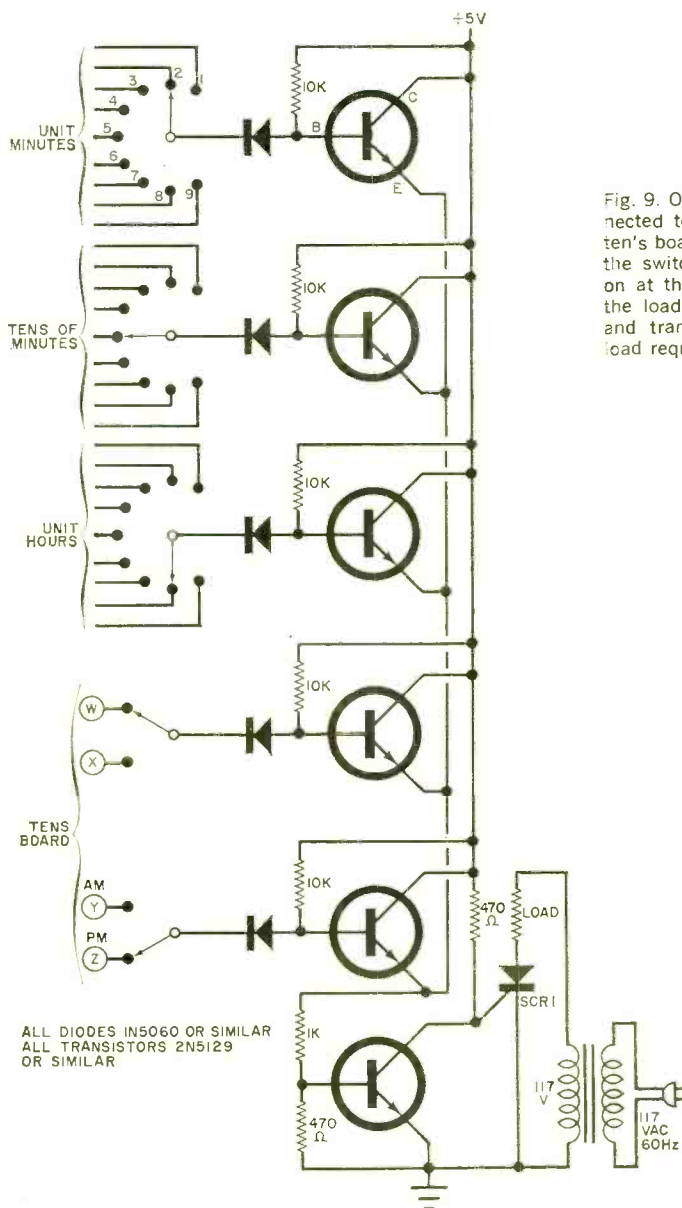 +5V
1
2
3
4
5
6
7
8
9
UNIT
MINUTES
10K
B
C
E
TENS OF
MINUTES
10K
UNIT
HOURS
10K
W
X
10K
TENS
BOARD
AM
Y
PM
Z
10K
470
Ω
LOAD
SCR1
1K
470
Ω
117
V
117
VAC
60Hz
ALL DIODES IN5060 OR SIMILAR
ALL TRANSISTORS 2N5129
OR SIMILAR
Fig. 9. O
nected to
ten's boa
the switc
on at th
the load
and tran
load requ